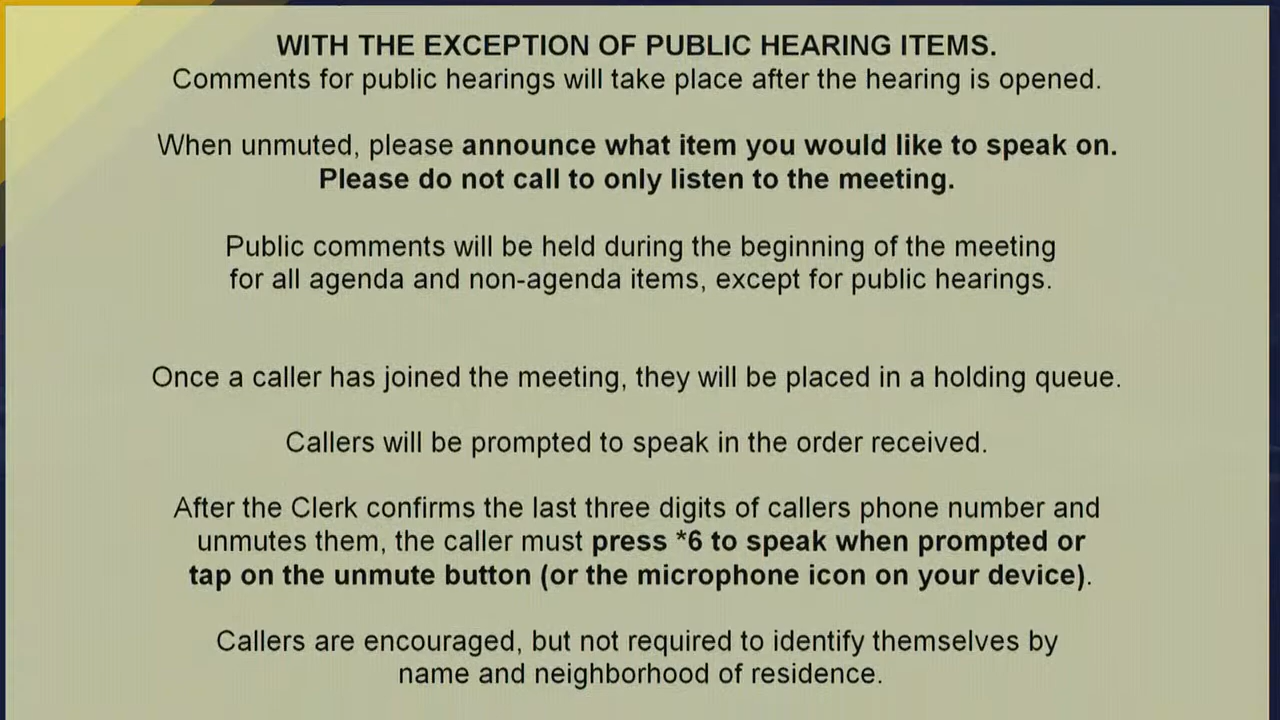 WITH THE EXCEPTION OF PUBLIC HEARING ITEMS.
Comments for public hearings will take place after the hearing is opened.
When unmuted, please announce what item you would like to speak on.
Please do not call to only listen to the meeting.
Public comments will be held during the beginning of the meeting
for all agenda and non-agenda items, except for public hearings.
Once a caller has joined the meeting, they will be placed in a holding queue.
Callers will be prompted to speak in the order received.
After the Clerk confirms the last three digits of callers phone number and
unmutes them, the caller must press *6 to speak when prompted or
tap on the unmute button (or the microphone icon on your device).
Callers are encouraged, but not required to identify themselves by
name and neighborhood of residence.